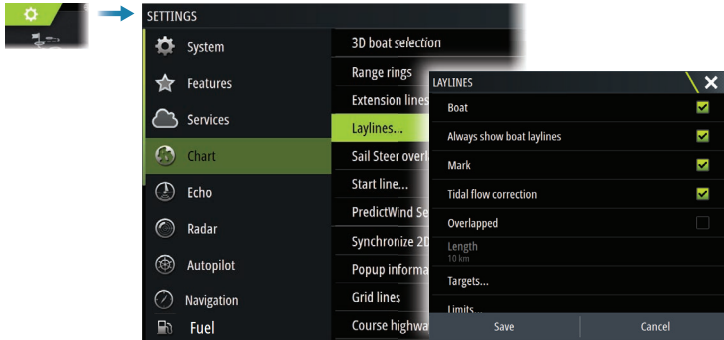 SETTINGS
System
Features
Services
Chart
Echo
Radar
Autopilot
Navigation
Fuel
3D boat selection
Range rings
Extension lines
Laylines...
Sail Steer overl
Start line...
PredictWind Se
Synchronize 2D
Popup informa
Grid lines
Course highwa
LAYLINES
Boat
Always show boat laylines
Mark
Tidal flow correction
Overlapped
Length
10 km
Targets...
Limits...
Save
Cancel